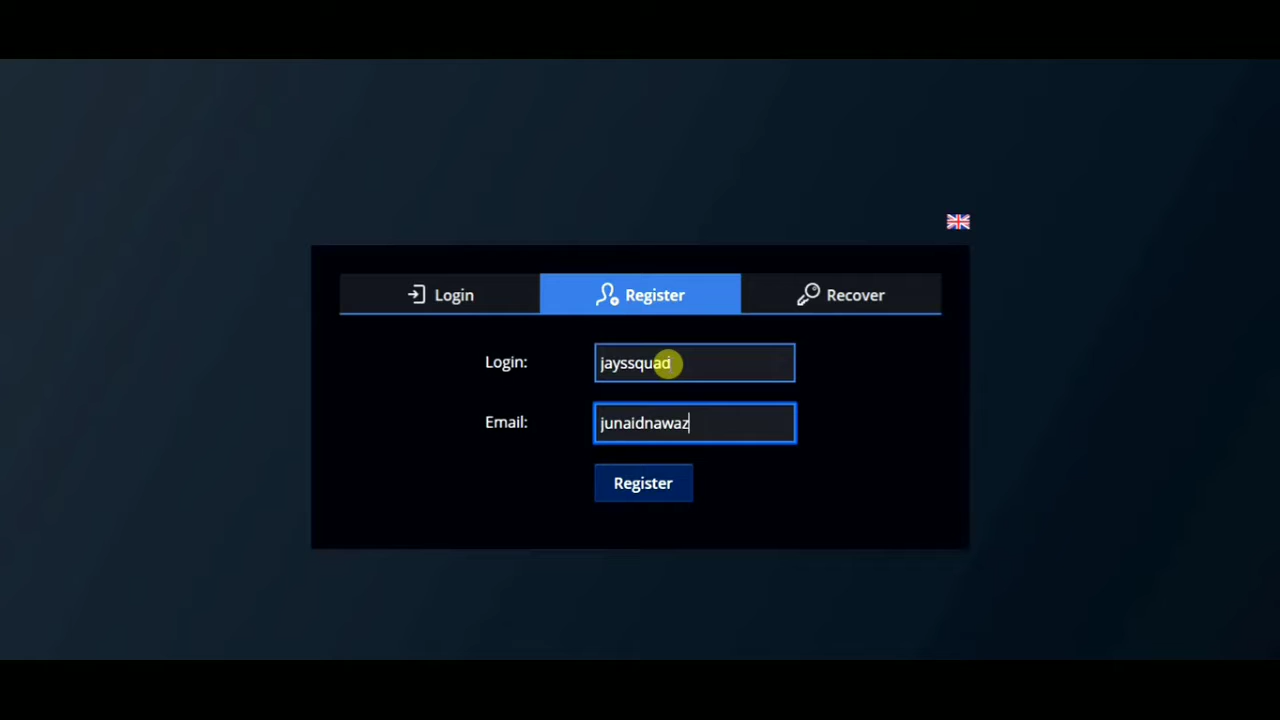 Login Register Recover
Login: jayssquad
Email: junaidnawaz
Register